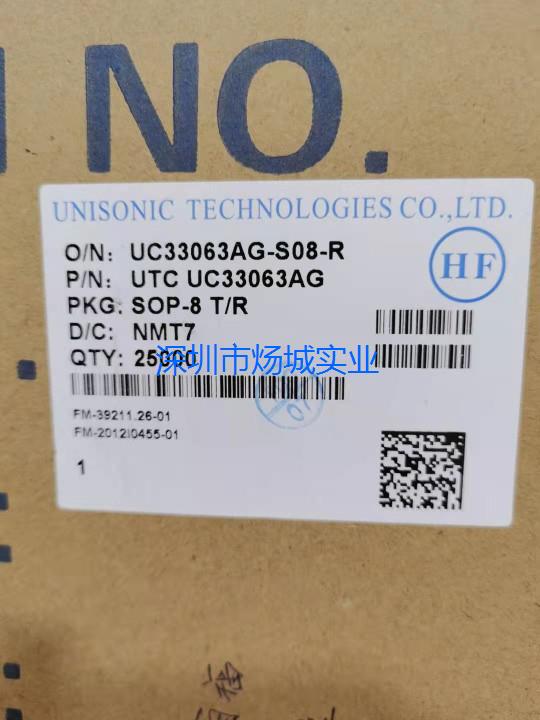 NO.
UNISONIC TECHNOLOGIES CO.,LTD.
O/N: UC33063AG-S08-R
HF
P/N: UTC UC33063AG
PKG: SOP-8 T/R
D/C: NMT7
QTY: 25000
深圳市炀城实业
FM-39211.26-01
FM-2012I0455-01
1